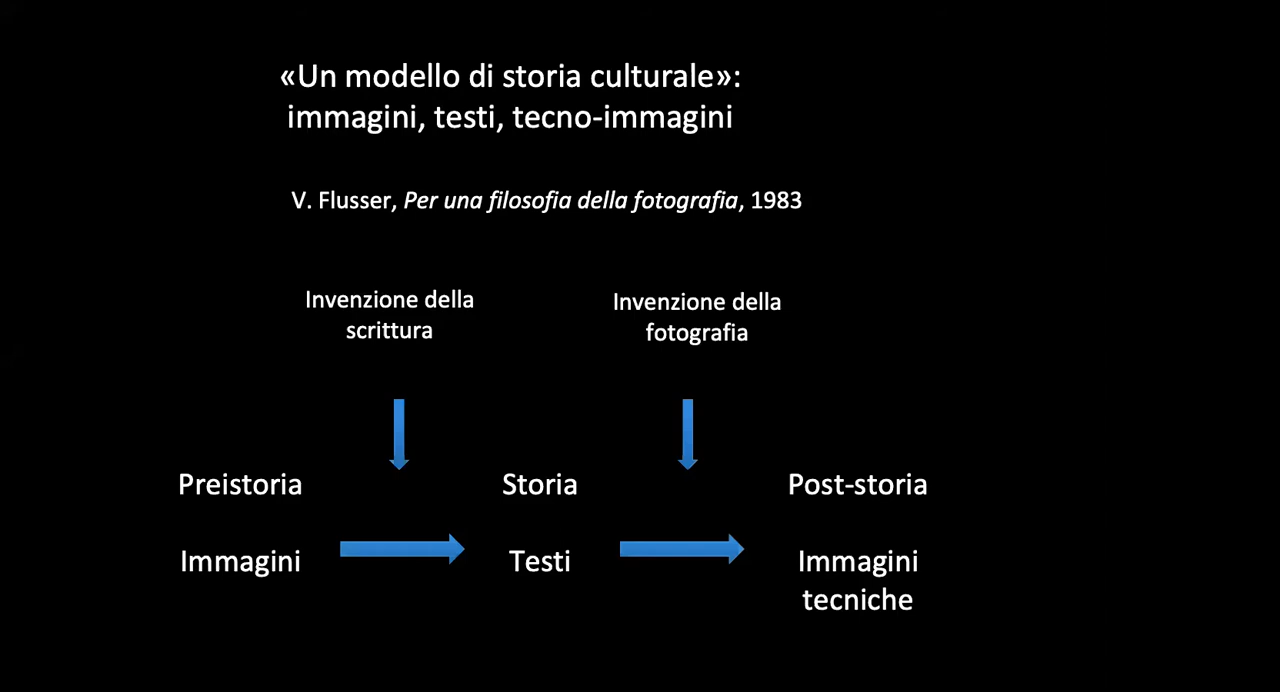 «Un modello di storia culturale»:
immagini, testi, tecno-immagini
V. Flusser, Per una filosofia della fotografia, 1983
Invenzione della
scrittura
Invenzione della
fotografia
Preistoria
Storia
Post-storia
Immagini
Testi
Immagini
tecniche